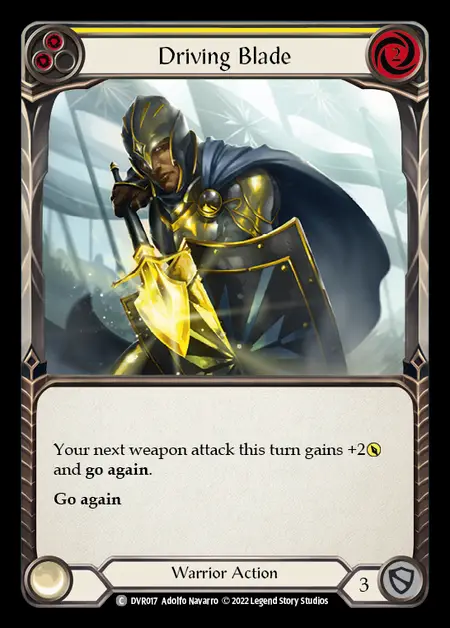 2
Driving Blade
Your next weapon attack this turn gains +2
and go again.
Go again
Warrior Action
3
C DVR017 Adolfo Navarro © 2022 Legend Story Studios